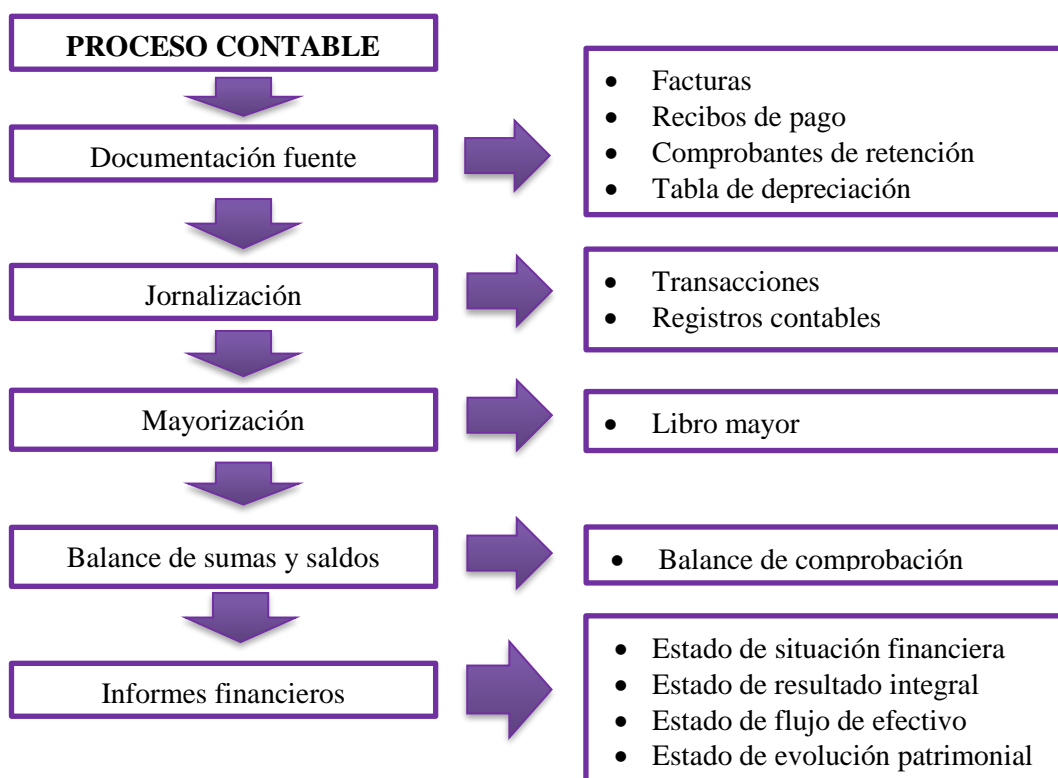 PROCESO CONTABLE
Documentación fuente
• Facturas
• Recibos de pago
• Comprobantes de retención
• Tabla de depreciación
Jornalización
• Transacciones
• Registros contables
Mayorización
• Libro mayor
Balance de sumas y saldos
• Balance de comprobación
Informes financieros
• Estado de situación financiera
• Estado de resultado integral
• Estado de flujo de efectivo
• Estado de evolución patrimonial